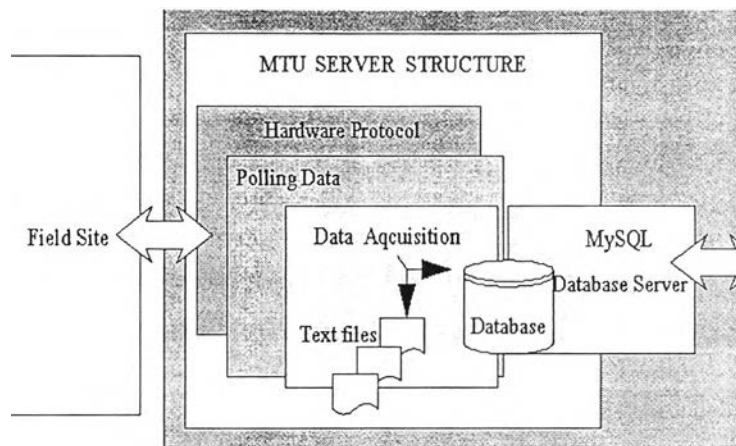 MTU SERVER STRUCTURE
Hardware Protocol
Polling Data
Field Site
Data Aqcuisition
MySQL
Database Server
Text files
Database